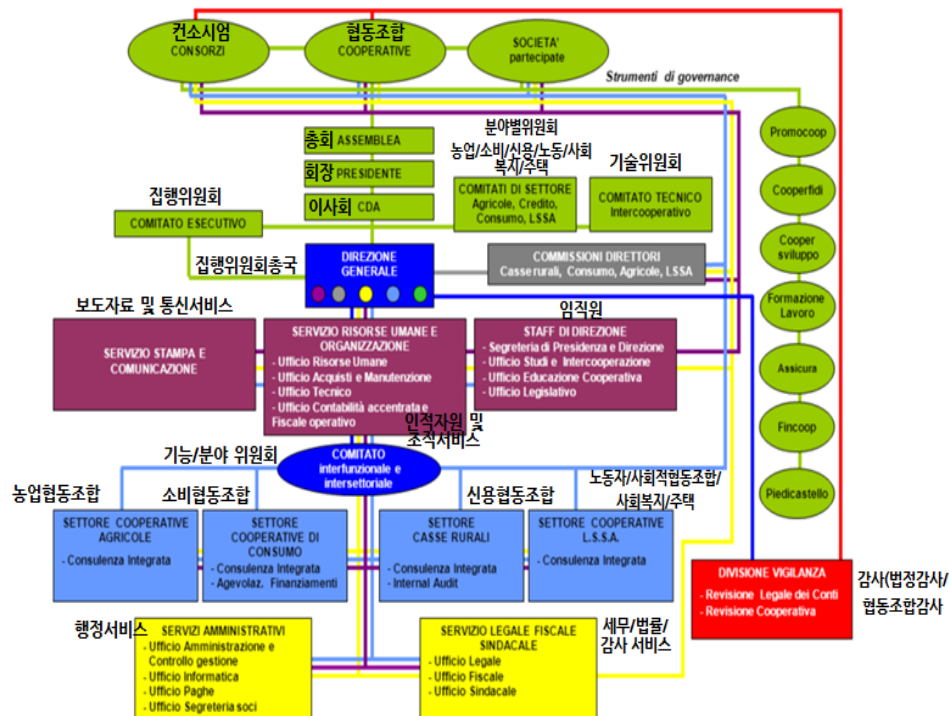 컨소시엄
CONSORZI
협동조합
COOPERATIVE
SOCIETA'
partecipate
Strumenti di governance
총회 ASSEMBLEA
회장 PRESIDENTE
이사회 CDA
분야별위원회
농업/소비/신용/노동/사회
복지/주택
COMITATI DI SETTORE
Agricole, Credito,
Consumo, LSSA
기술위원회
COMITATO TECNICO
Intercooperativo
집행위원회
COMITATO ESECUTIVO
집행위원회총국
DIREZIONE
GENERALE
COMMISSIONI DIRETTORI
Casse rurali, Consumo, Agricole, LSSA
Promocoop
Cooperfidi
Cooper
sviluppo
Formazione
Lavoro
Assicura
Fincoop
Piedicastello
보도자료 및 통신서비스
SERVIZIO STAMPA E
COMUNICAZIONE
SERVIZIO RISORSE UMANE E
ORGANIZZAZIONE
- Ufficio Risorse Umane
- Ufficio Acquisti e Manutenzione
- Ufficio Tecnico
- Ufficio Contabilità accentrata e
Fiscale operativo
인적자원 및
조직서비스
임직원
STAFF DI DIREZIONE
- Segreteria di Presidenza e Direzione
- Ufficio Studi e Intercooperazione
- Ufficio Educazione Cooperativa
- Ufficio Legislativo
기능/분야 위원회
COMITATO
interfunzionale e
intersettoriale
농업협동조합
SETTORE COOPERATIVE
AGRICOLE
- Consulenza Integrata
소비협동조합
SETTORE
COOPERATIVE DI
CONSUMO
- Consulenza Integrata
- Agevolaz. Finanziamenti
신용협동조합
SETTORE
CASSE RURALI
- Consulenza Integrata
- Internal Audit
노동자/사회적협동조합/
사회복지/주택
SETTORE COOPERATIVE
L.S.S.A.
- Consulenza Integrata
DIVISIONE VIGILANZA
- Revisione Legale dei Conti
- Revisione Cooperativa
감사(법정감사/
협동조합감사
행정서비스
SERVIZI AMMINISTRATIVI
- Ufficio Amministrazione e
Controllo gestione
- Ufficio Informatica
- Ufficio Paghe
- Ufficio Segreteria soci
SERVIZIO LEGALE FISCALE
SINDACALE
- Ufficio Legale
- Ufficio Fiscale
- Ufficio Sindacale
세무/법률/
감사 서비스